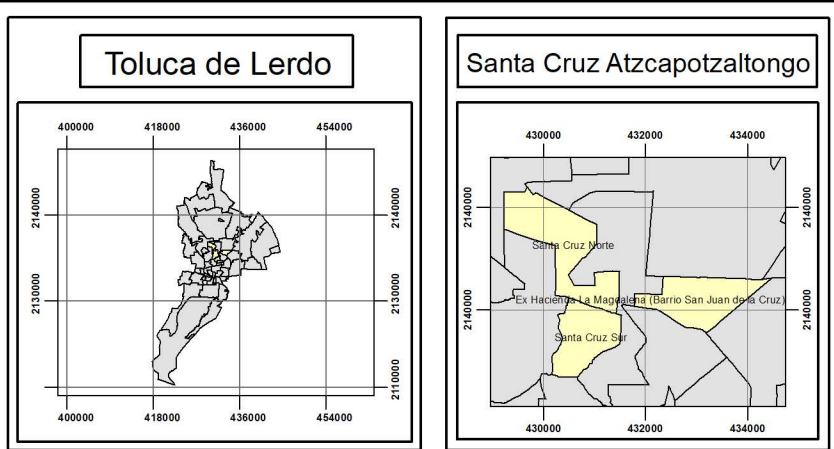 Toluca de Lerdo
400000 418000 436000 454000
2140000 2140000
2130000 2130000
2110000 2110000
400000 418000 436000 454000
Santa Cruz Atzcapotzaltongo
430000 432000 434000
2140000 2140000
Santa Cruz Norte
Ex Hacienda La Magdalena (Barrio San Juan de la Cruz)
2140000 2140000
Santa Cruz Sur
430000 432000 434000